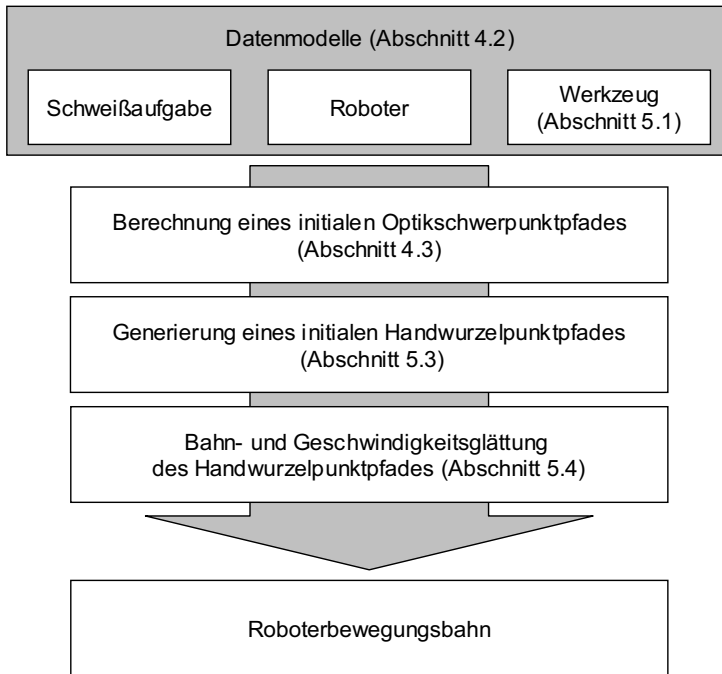 Datenmodelle (Abschnitt 4.2)
Schweißaufgabe
Roboter
Werkzeug
(Abschnitt 5.1)
Berechnung eines initialen Optikschwerpunktpfades
(Abschnitt 4.3)
Generierung eines initialen Handwurzelpunktpfades
(Abschnitt 5.3)
Bahn- und Geschwindigkeitsglättung
des Handwurzelpunktpfades (Abschnitt 5.4)
Roboterbewegungsbahn